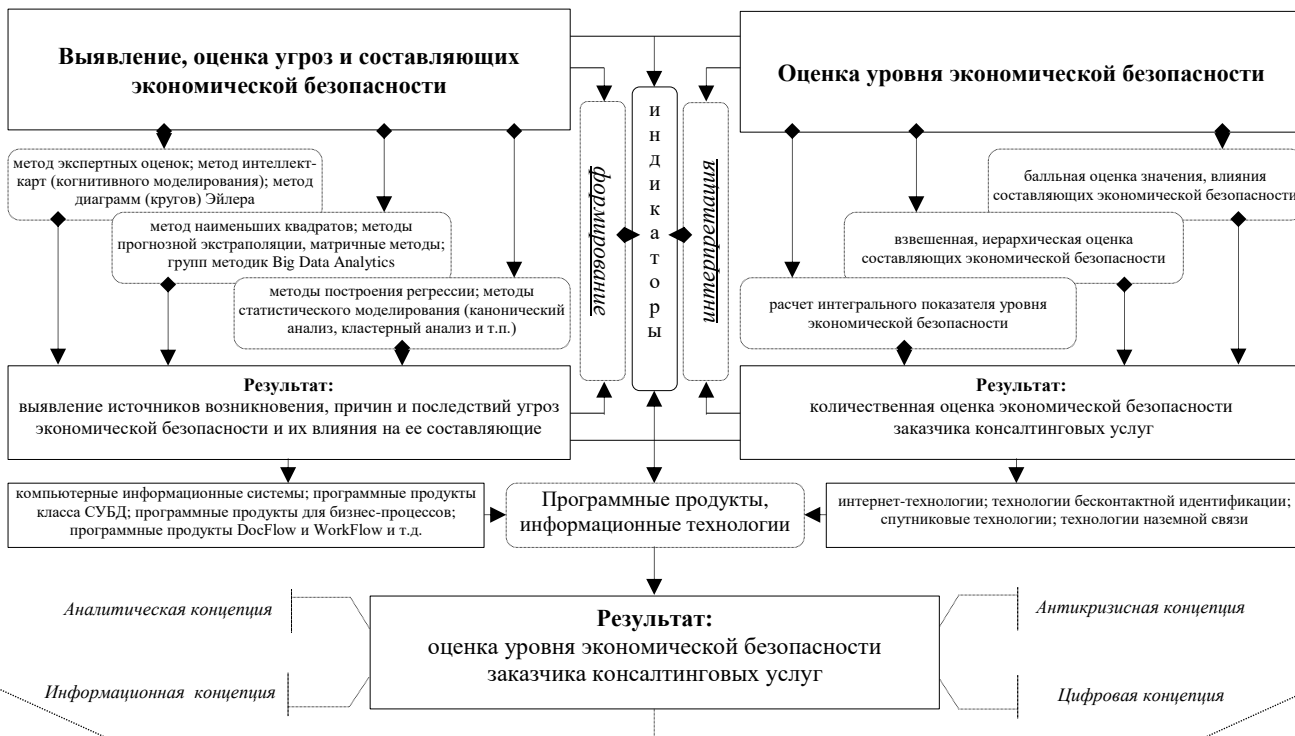 Выявление, оценка угроз и составляющих
экономической безопасности
Оценка уровня экономической безопасности
индикаторы
формирование
интерпретация
метод экспертных оценок; метод интеллект-
карт (когнитивного моделирования); метод
диаграмм (кругов) Эйлера
метод наименьших квадратов; методы
прогнозной экстраполяции, матричные методы;
групп методик Big Data Analytics
методы построения регрессии; методы
статистического моделирования (канонический
анализ, кластерный анализ и т.п.)
балльная оценка значения, влияния
составляющих экономической безопасности
взвешенная, иерархическая оценка
составляющих экономической безопасности
расчет интегрального показателя уровня
экономической безопасности
Результат:
выявление источников возникновения, причин и последствий угроз
экономической безопасности и их влияния на ее составляющие
Результат:
количественная оценка экономической безопасности
заказчика консалтинговых услуг
компьютерные информационные системы; программные продукты
класса СУБД; программные продукты для бизнес-процессов;
программные продукты DocFlow и WorkFlow и т.д.
Программные продукты,
информационные технологии
интернет-технологии; технологии бесконтактной идентификации;
спутниковые технологии; технологии наземной связи
Аналитическая концепция
Информационная концепция
Результат:
оценка уровня экономической безопасности
заказчика консалтинговых услуг
Антикризисная концепция
Цифровая концепция